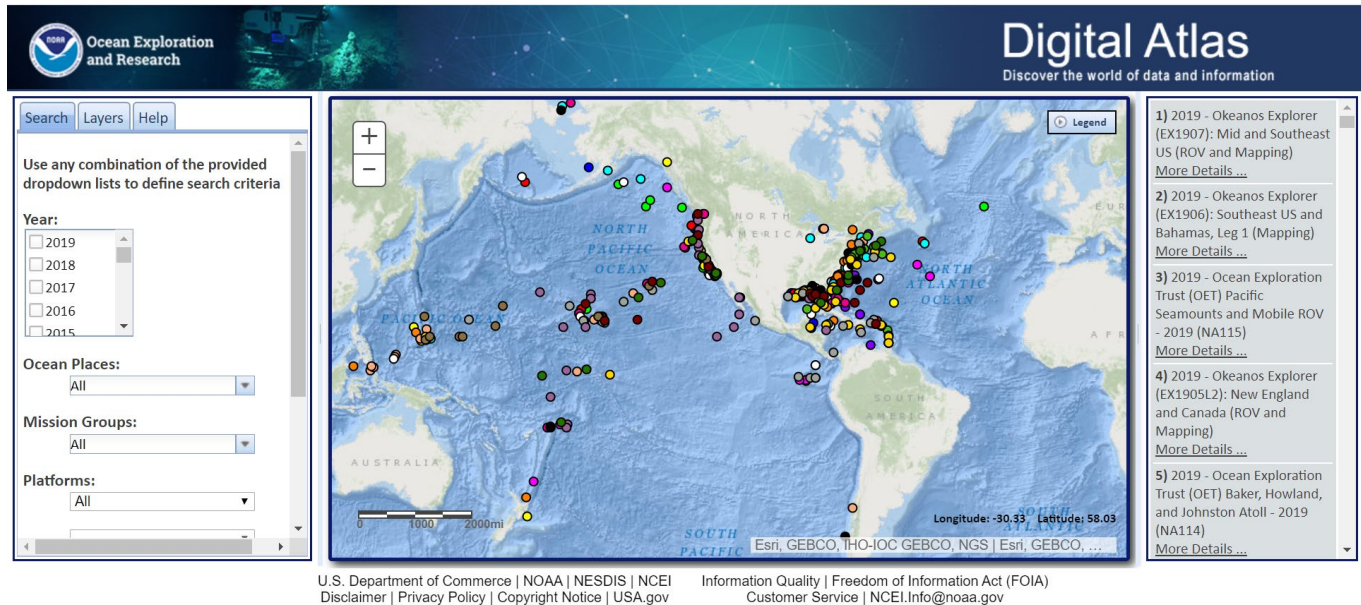 NOAA
Ocean Exploration
and Research
Digital Atlas
Discover the world of data and information
Search
Layers
Help
Use any combination of the provided
dropdown lists to define search criteria
Year:
2019
2018
2017
2016
2015
Ocean Places:
All
Mission Groups:
All
Platforms:
All
+
−
Legend
NORTH
PACIFIC
OCEAN
NORTH
AMERICA
NORTH
ATLANTIC
OCEAN
EUR
AFR
PACIFIC OCEAN
SOUTH
AMERICA
AUSTRALIA
SOUTH
PACIFIC
SOUTH
ATLANTIC
0 1000 2000mi
Longitude: -30.33 Latitude: 58.03
Esri, GEBCO, IHO-IOC GEBCO, NGS | Esri, GEBCO, ...
1) 2019 - Okeanos Explorer
(EX1907): Mid and Southeast
US (ROV and Mapping)
More Details ...
2) 2019 - Okeanos Explorer
(EX1906): Southeast US and
Bahamas, Leg 1 (Mapping)
More Details ...
3) 2019 - Ocean Exploration
Trust (OET) Pacific
Seamounts and Mobile ROV
- 2019 (NA115)
More Details ...
4) 2019 - Okeanos Explorer
(EX1905L2): New England
and Canada (ROV and
Mapping)
More Details ...
5) 2019 - Ocean Exploration
Trust (OET) Baker, Howland,
and Johnston Atoll - 2019
(NA114)
More Details ...
U.S. Department of Commerce | NOAA | NESDIS | NCEI
Disclaimer | Privacy Policy | Copyright Notice | USA.gov
Information Quality | Freedom of Information Act (FOIA)
Customer Service | NCEI.Info@noaa.gov